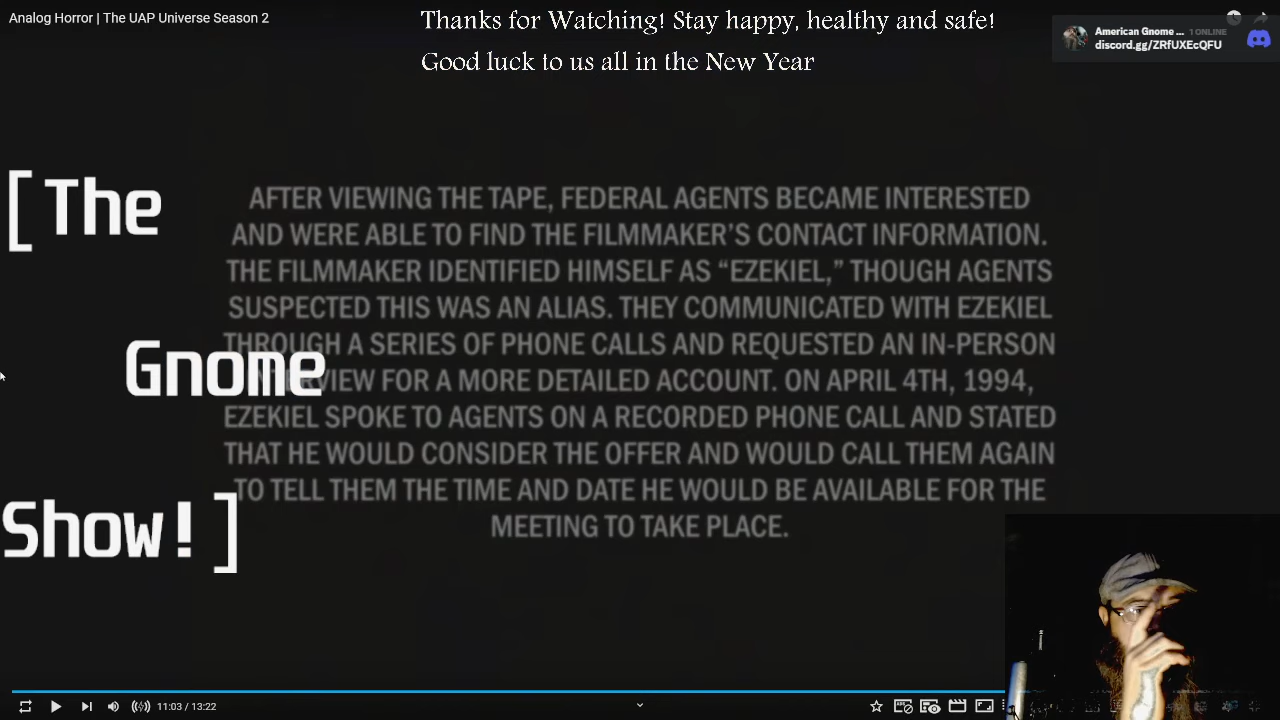 Analog Horror | The UAP Universe Season 2
Thanks for Watching! Stay happy, healthy and safe!
Good luck to us all in the New Year
American Gnome ... 1 ONLINE
discord.gg/ZRfUXEcQFU
[The
Gnome
Show!]
AFTER VIEWING THE TAPE, FEDERAL AGENTS BECAME INTERESTED
AND WERE ABLE TO FIND THE FILMMAKER'S CONTACT INFORMATION.
THE FILMMAKER IDENTIFIED HIMSELF AS “EZEKIEL,” THOUGH AGENTS
SUSPECTED THIS WAS AN ALIAS. THEY COMMUNICATED WITH EZEKIEL
THROUGH A SERIES OF PHONE CALLS AND REQUESTED AN IN-PERSON
INTERVIEW FOR A MORE DETAILED ACCOUNT. ON APRIL 4TH, 1994,
EZEKIEL SPOKE TO AGENTS ON A RECORDED PHONE CALL AND STATED
THAT HE WOULD CONSIDER THE OFFER AND WOULD CALL THEM AGAIN
TO TELL THEM THE TIME AND DATE HE WOULD BE AVAILABLE FOR THE
MEETING TO TAKE PLACE.
11:03 / 13:22